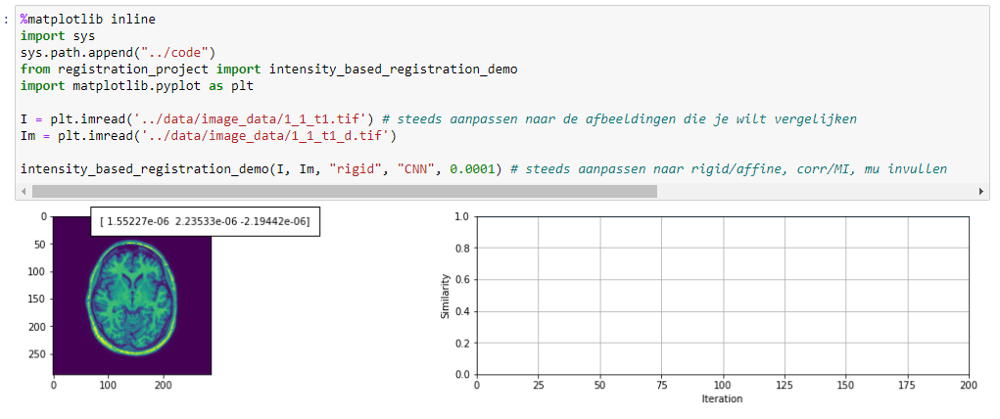 :
%matplotlib inline
import sys
sys.path.append("../code")
from registration_project import intensity_based_registration_demo
import matplotlib.pyplot as plt
I = plt.imread('../data/image_data/1_1_t1.tif') # steeds aanpassen naar de afbeeldingen die je wilt vergelijken
Im = plt.imread('../data/image_data/1_1_t1_d.tif')
intensity_based_registration_demo(I, Im, "rigid", "CNN", 0.0001) # steeds aanpassen naar rigid/affine, corr/MI, mu invullen
[ 1.55227e-06 2.23533e-06 -2.19442e-06]
0
50
100
150
200
250
0 100 200
1.0
0.8
0.6
0.4
0.2
0.0
Similarity
0 25 50 75 100 125 150 175 200
Iteration